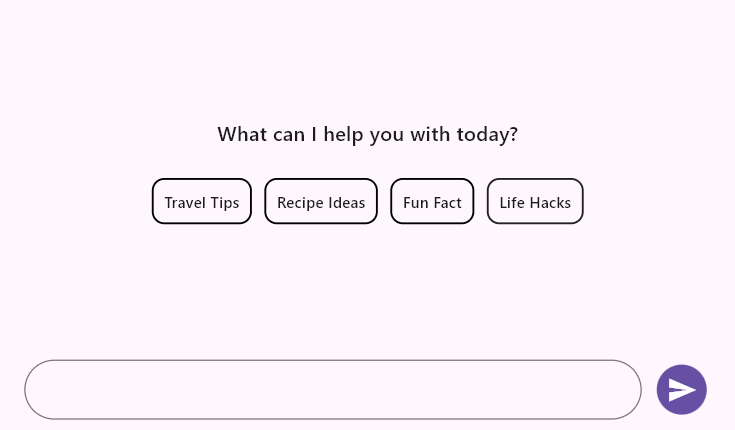 What can I help you with today?
Travel Tips
Recipe Ideas
Fun Fact
Life Hacks